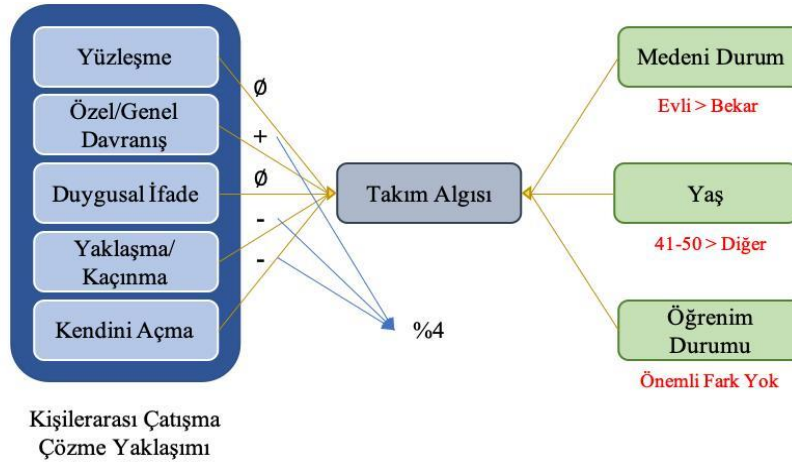 Yüzleşme
Özel/Genel
Davranış
Duygusal İfade
Yaklaşma/
Kaçınma
Kendini Açma
Kişilerarası Çatışma
Çözme Yaklaşımı
Ø
+
Ø
-
-
%4
Takım Algısı
Medeni Durum
Evli > Bekar
Yaş
41-50 > Diğer
Öğrenim
Durumu
Önemli Fark Yok